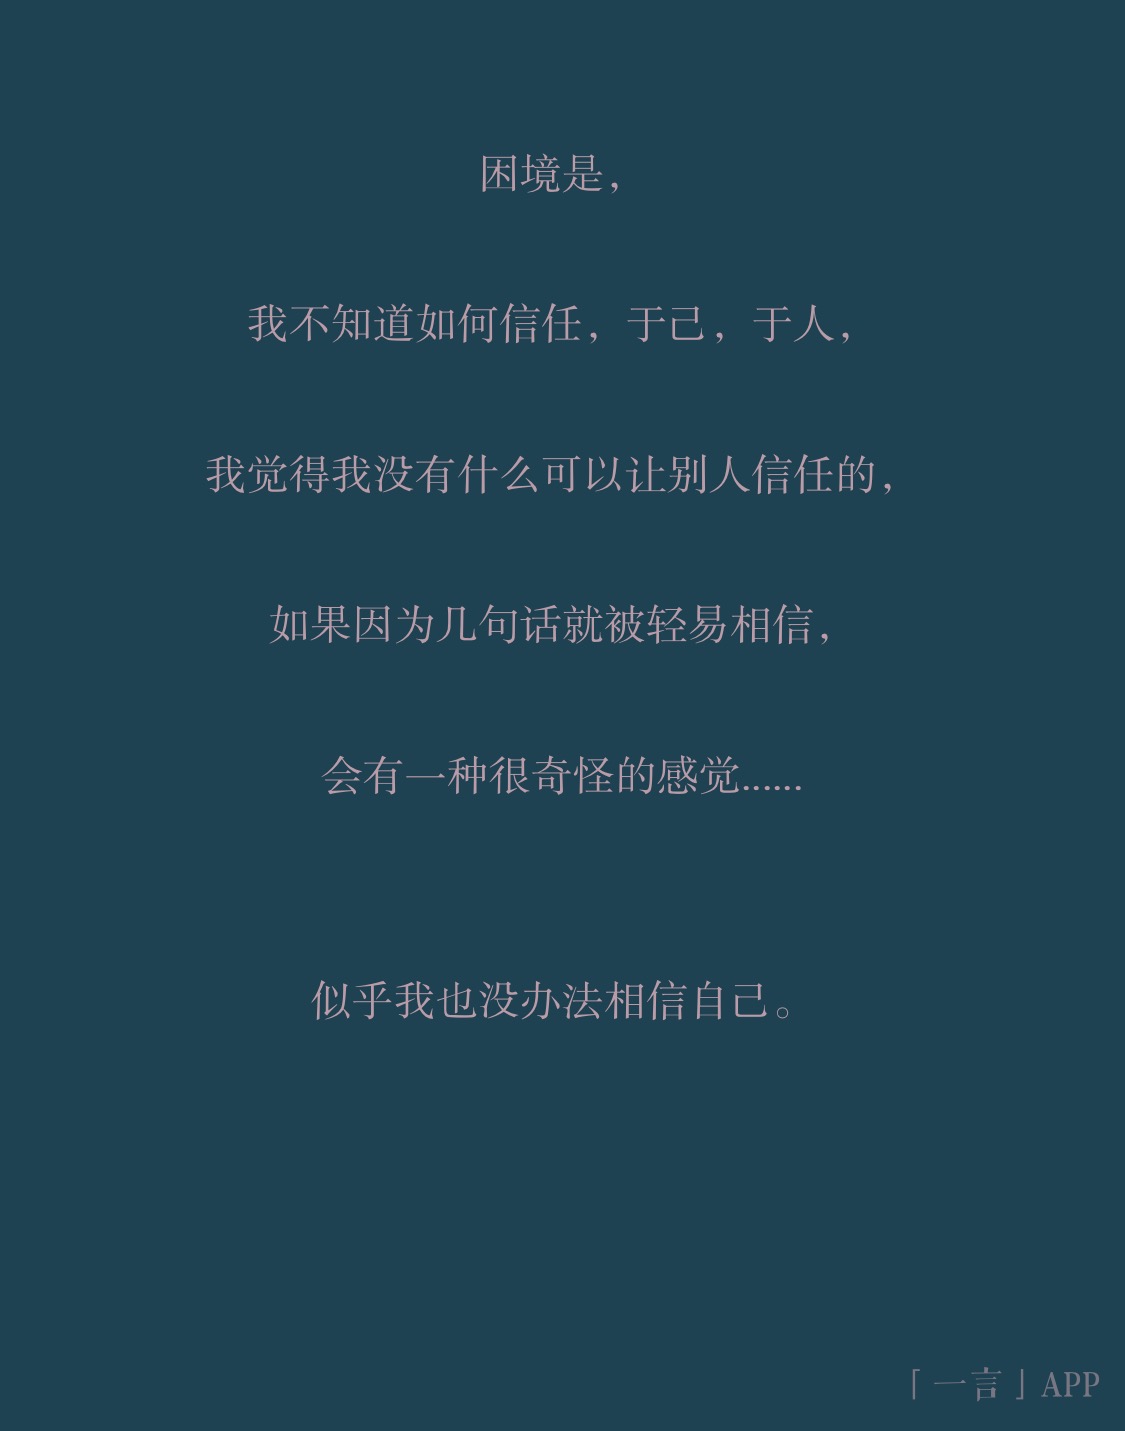 困境是，
我不知道如何信任，于己，于人，
我觉得我没有什么可以让别人信任的，
如果因为几句话就被轻易相信，
会有一种很奇怪的感觉......
似乎我也没办法相信自己。
「一言」APP